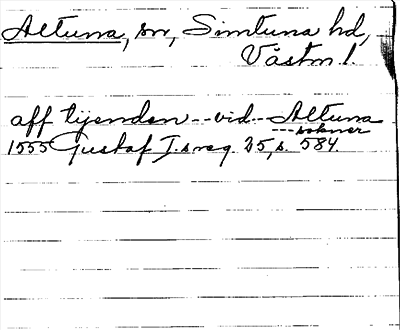 Altuna, sn, Simtuna hd,
Västm l.
aff tijenden -- vid -- Altuna
---sokner
1555 Gustaf I:s reg. 25, s. 584.